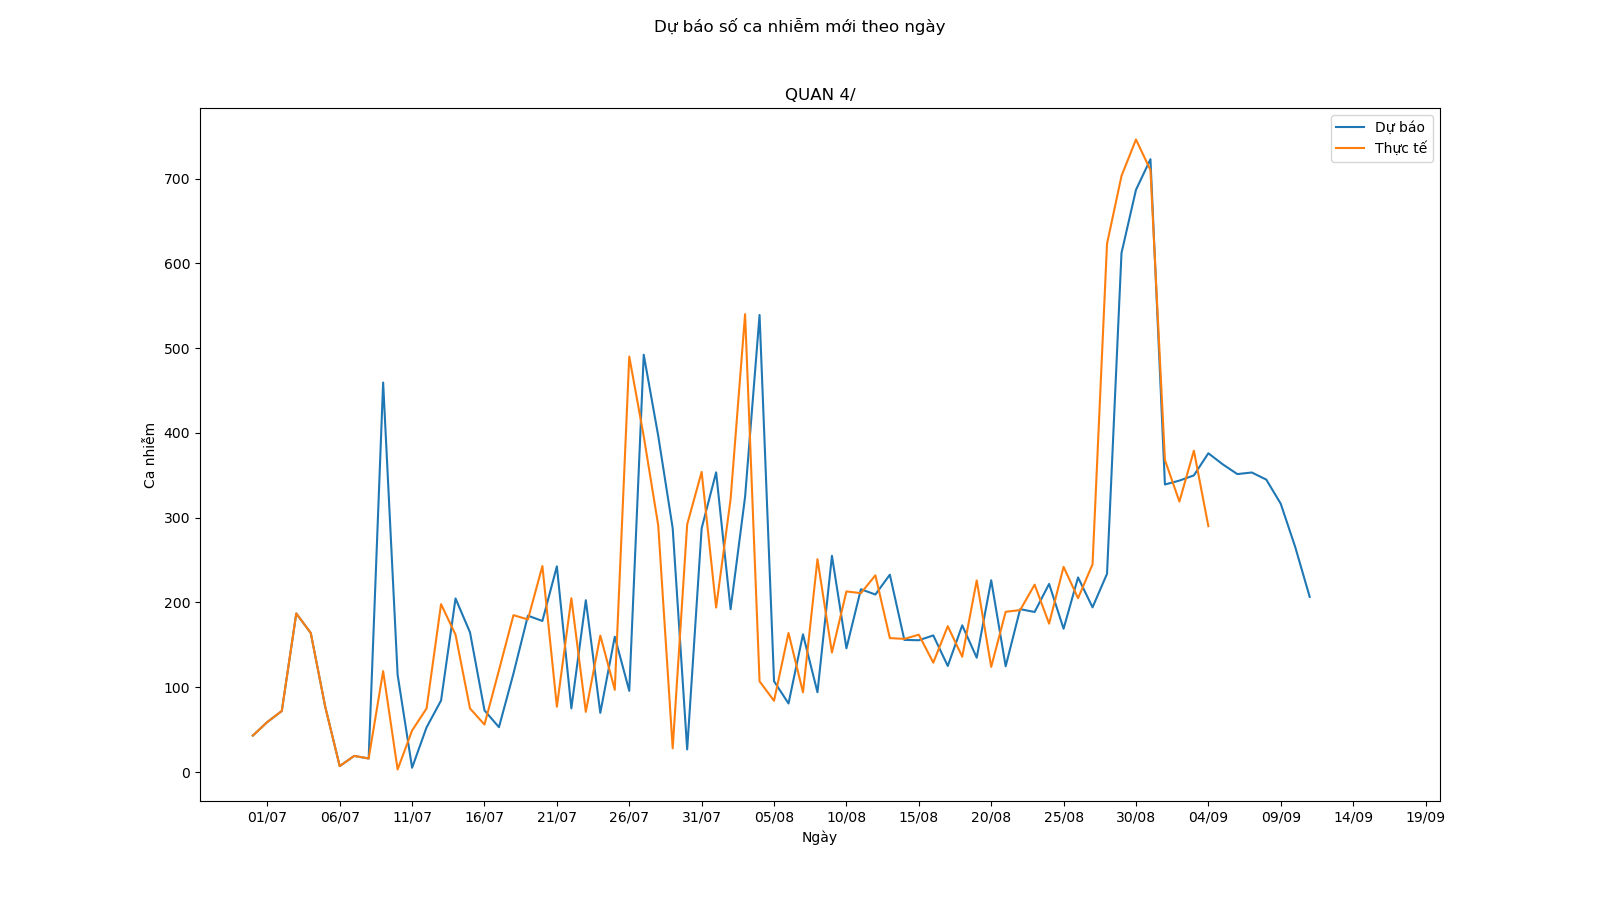 Dự báo số ca nhiễm mới theo ngày
QUAN 4/
Dự báo
Thực tế
700
600
500
400
300
200
100
0
Ca nhiễm
01/07 06/07 11/07 16/07 21/07 26/07 31/07 05/08 10/08 15/08 20/08 25/08 30/08 04/09 09/09 14/09 19/09
Ngày